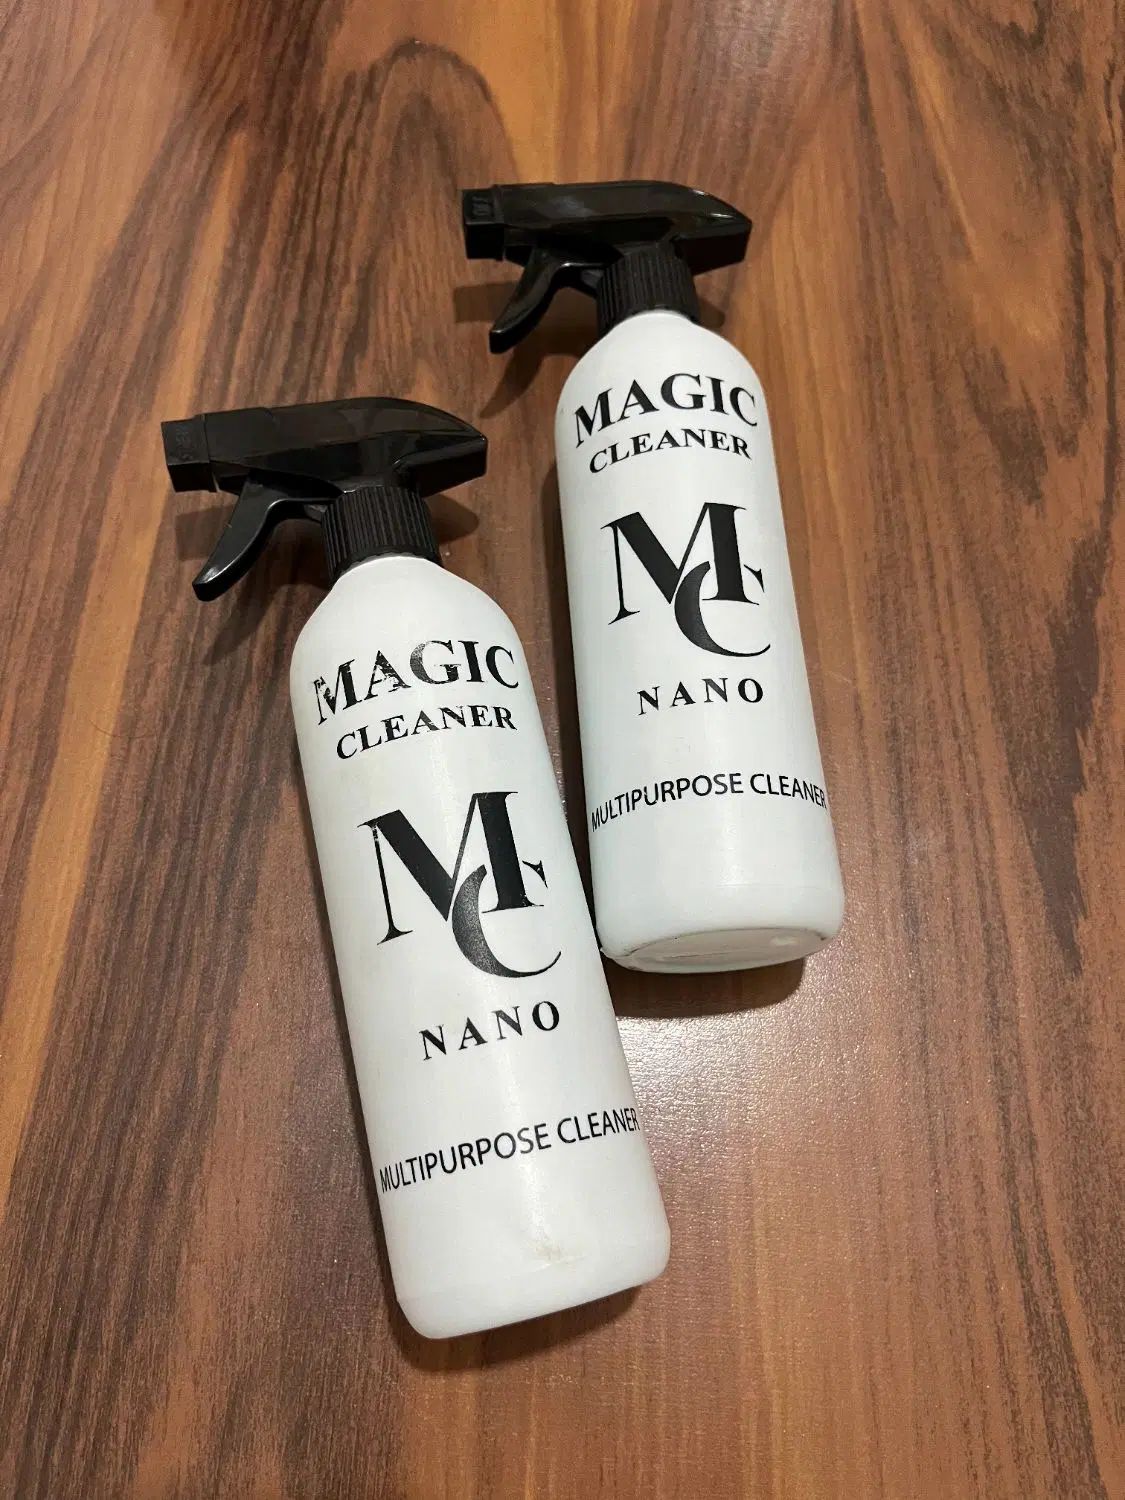 MAGIC
CLEANER
MC
NANO
MULTIPURPOSE CLEANER
MAGIC
CLEANER
MC
NANO
MULTIPURPOSE CLEANER